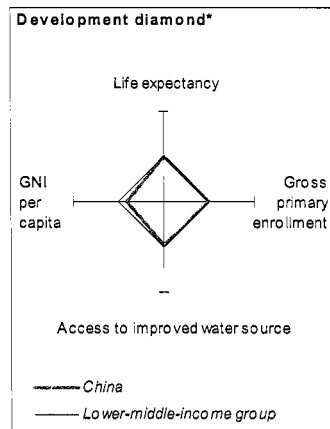 Development diamond*
Life expectancy
GNI
per
capita
Gross
primary
enrollment
Access to improved water source
China
Lower-middle-income group